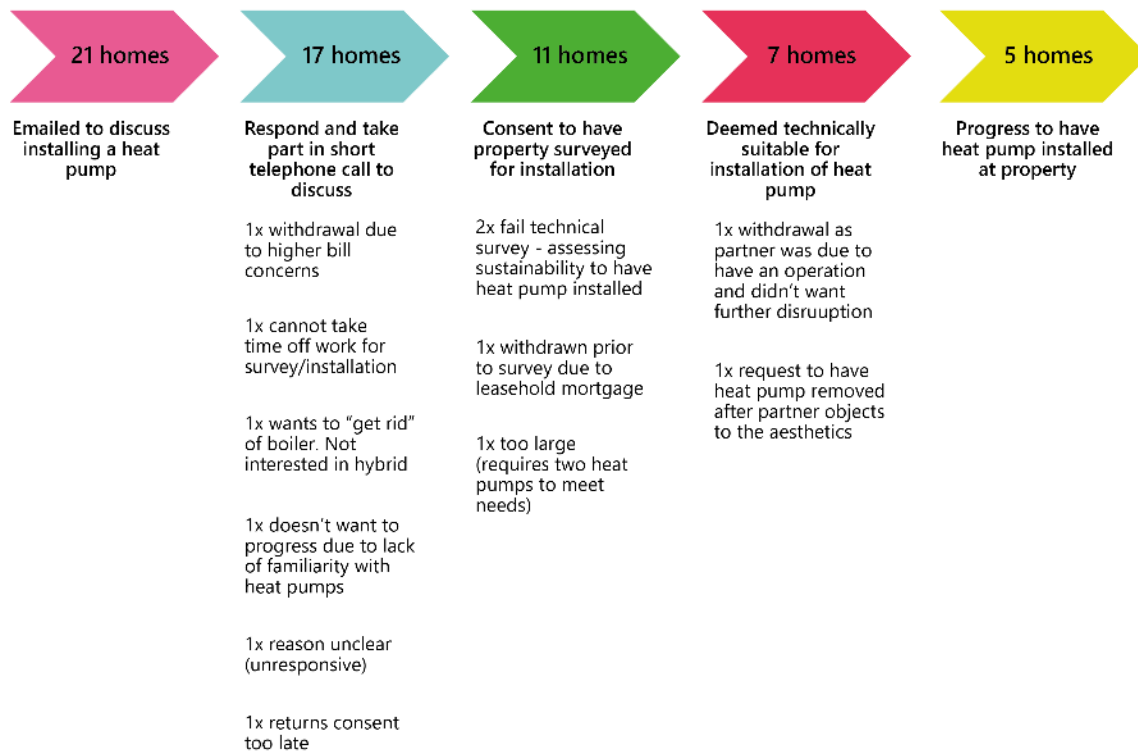 21 homes
Emailed to discuss
installing a heat
pump
17 homes
Respond and take
part in short
telephone call to
discuss
1x withdrawal due
to higher bill
concerns
1x cannot take
time off work for
survey/installation
1x wants to “get rid”
of boiler. Not
interested in hybrid
1x doesn't want to
progress due to lack
of familiarity with
heat pumps
1x reason unclear
(unresponsive)
1x returns consent
too late
11 homes
Consent to have
property surveyed
for installation
2x fail technical
survey - assessing
sustainability to have
heat pump installed
1x withdrawn prior
to survey due to
leasehold mortgage
1x too large
(requires two heat
pumps to meet
needs)
7 homes
Deemed technically
suitable for
installation of heat
pump
1x withdrawal as
partner was due to
have an operation
and didn't want
further disruuption
1x request to have
heat pump removed
after partner objects
to the aesthetics
5 homes
Progress to have
heat pump installed
at property